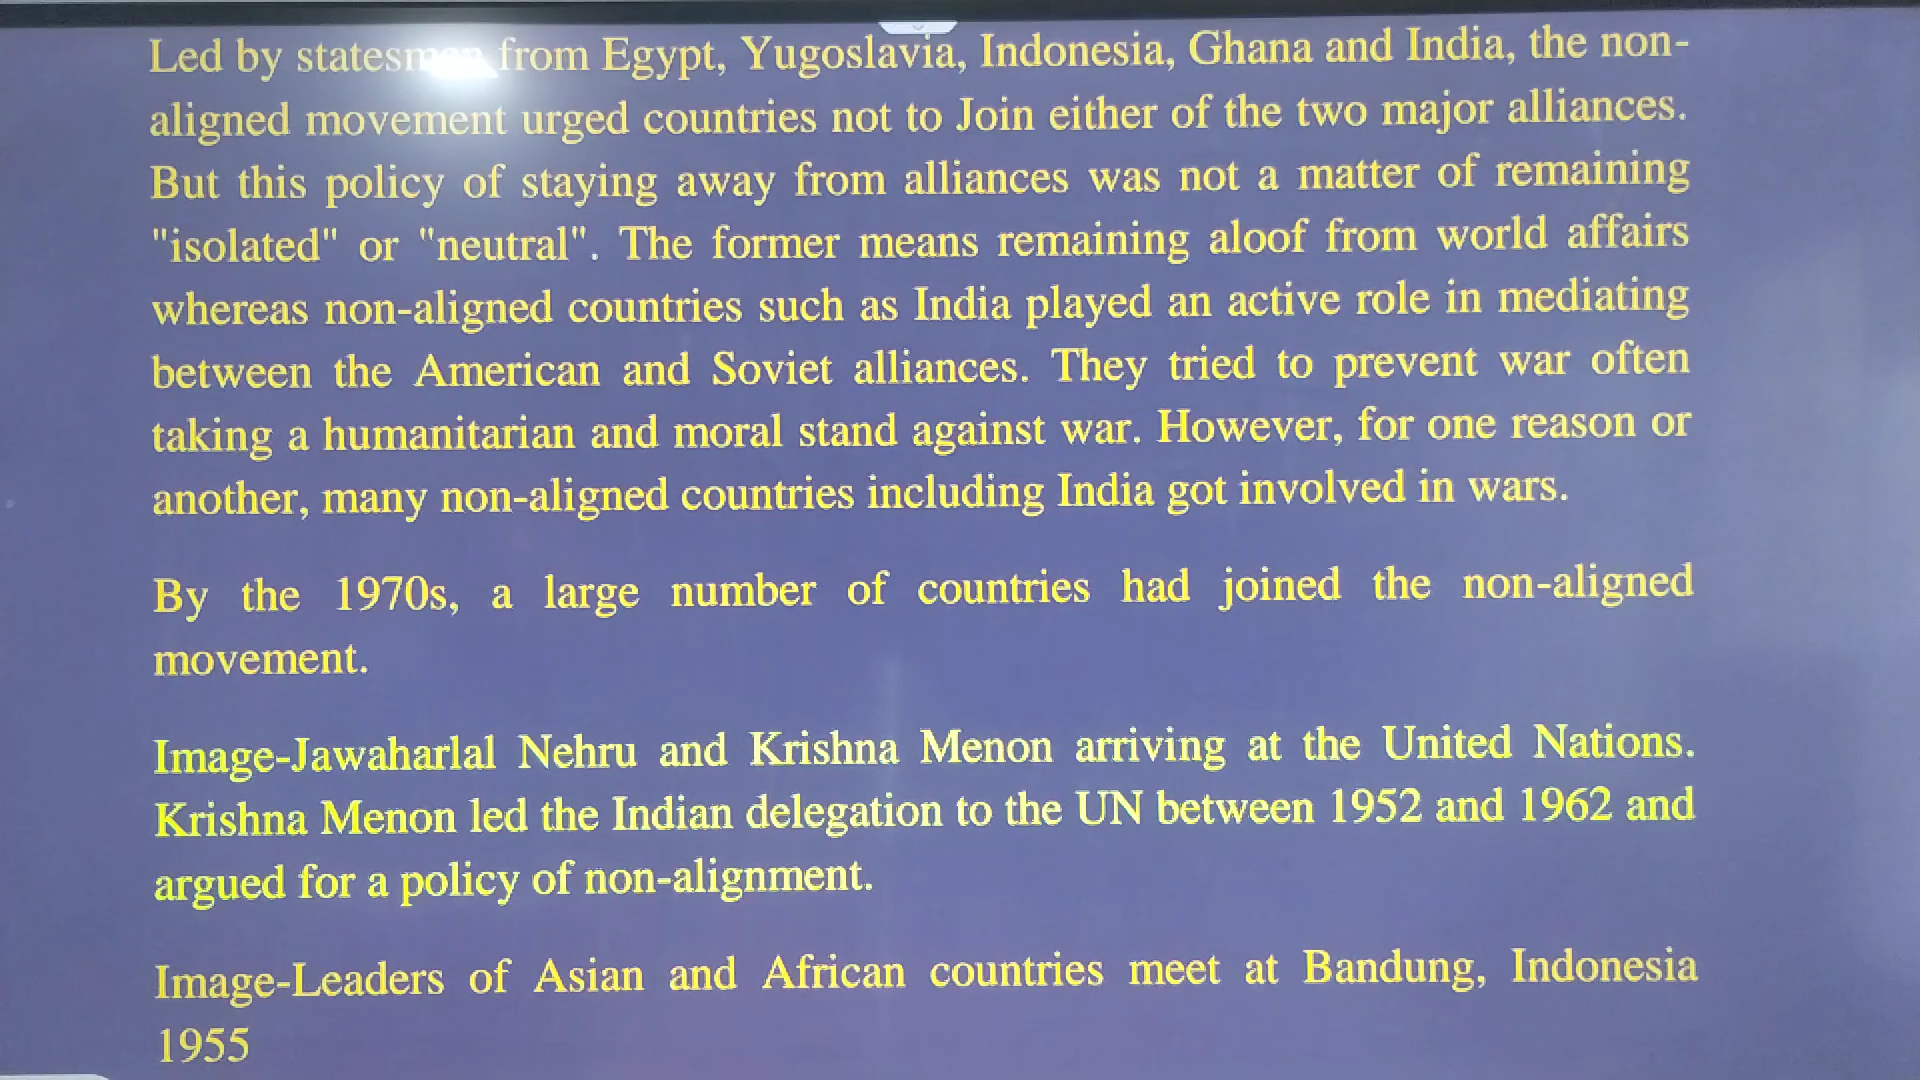 Led by statesmen from Egypt, Yugoslavia, Indonesia, Ghana and India, the non-
aligned movement urged countries not to Join either of the two major alliances.
But this policy of staying away from alliances was not a matter of remaining
"isolated" or "neutral". The former means remaining aloof from world affairs
whereas non-aligned countries such as India played an active role in mediating
between the American and Soviet alliances. They tried to prevent war often
taking a humanitarian and moral stand against war. However, for one reason or
another, many non-aligned countries including India got involved in wars.
By the 1970s, a large number of countries had joined the non-aligned
movement.
Image-Jawaharlal Nehru and Krishna Menon arriving at the United Nations.
Krishna Menon led the Indian delegation to the UN between 1952 and 1962 and
argued for a policy of non-alignment.
Image-Leaders of Asian and African countries meet at Bandung, Indonesia
1955